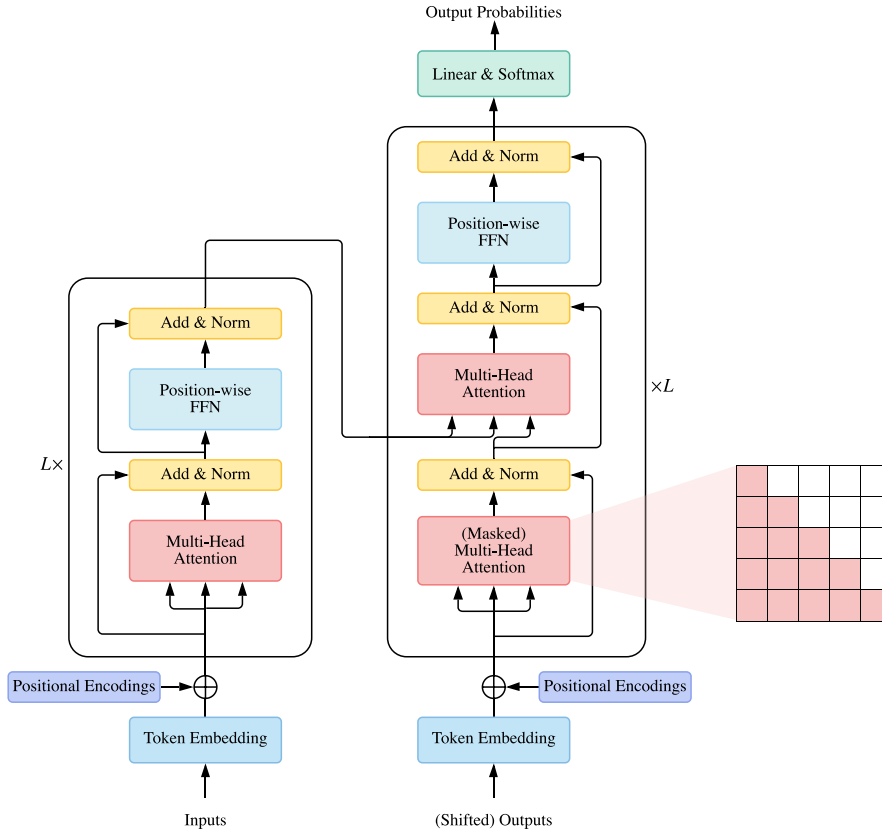 Output Probabilities
Linear & Softmax
Add & Norm
Position-wise
FFN
Add & Norm
Multi-Head
Attention
×L
Add & Norm
(Masked)
Multi-Head
Attention
Positional Encodings
Token Embedding
(Shifted) Outputs
Add & Norm
Position-wise
FFN
L×
Add & Norm
Multi-Head
Attention
Positional Encodings
Token Embedding
Inputs